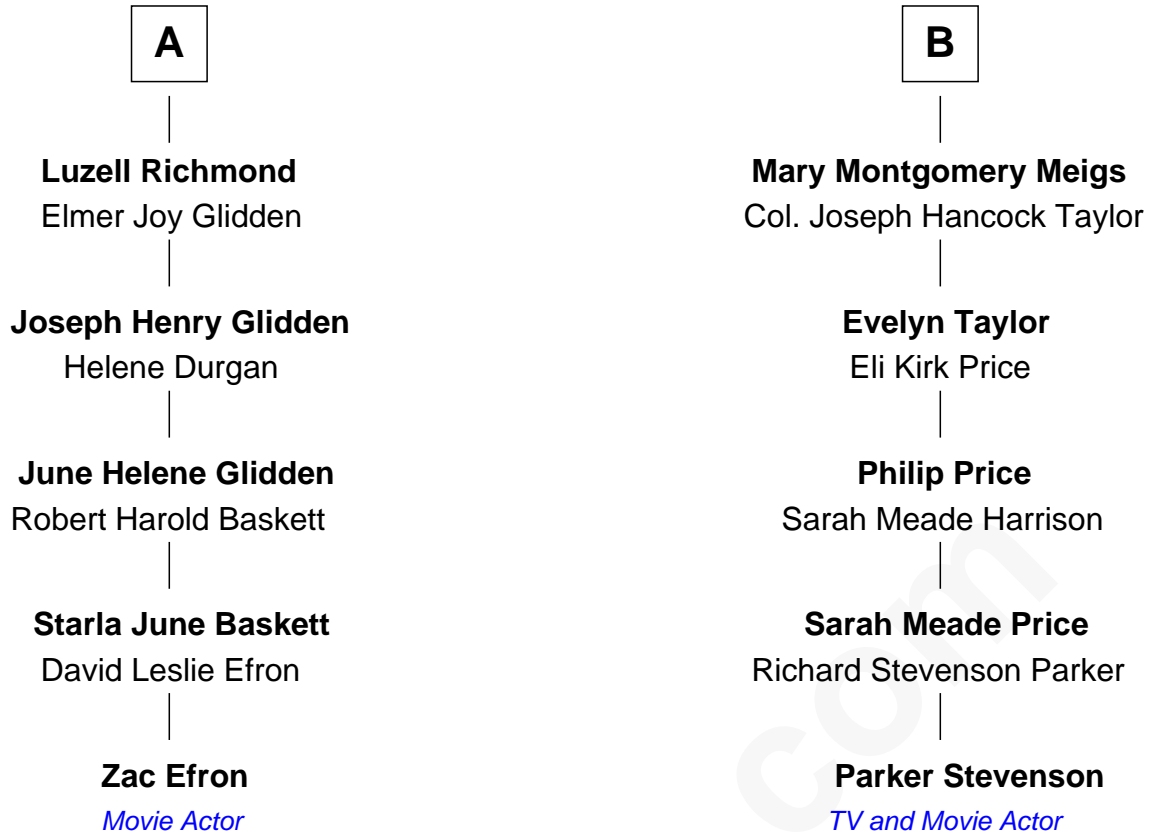 A
Luzell Richmond
Elmer Joy Glidden
Joseph Henry Glidden
Helene Durgan
June Helene Glidden
Robert Harold Baskett
Starla June Baskett
David Leslie Efron
Zac Efron
Movie Actor
B
Mary Montgomery Meigs
Col. Joseph Hancock Taylor
Evelyn Taylor
Eli Kirk Price
Philip Price
Sarah Meade Harrison
Sarah Meade Price
Richard Stevenson Parker
Parker Stevenson
TV and Movie Actor
com